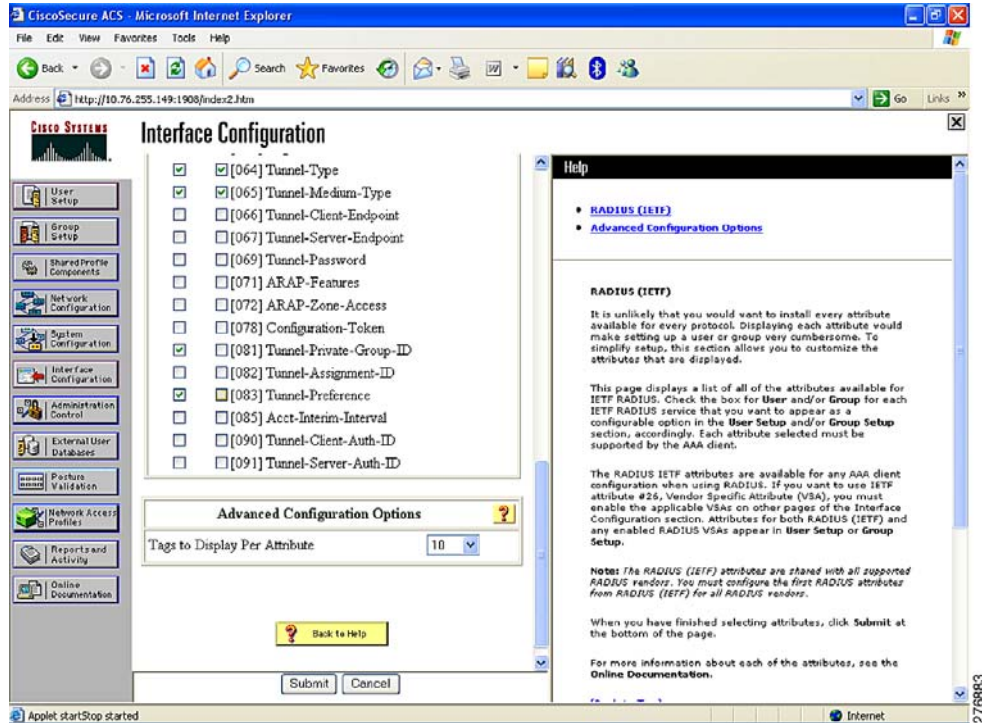 CiscoSecure ACS - Microsoft Internet Explorer
File Edit View Favorites Tools Help
Back Search Favorites
Address http://10.76.255.149:1908/index2.htm Go Links »
CISCO SYSTEMS
Interface Configuration
User Setup
Group Setup
Shared Profile Components
Network Configuration
System Configuration
Interface Configuration
Administration Control
External User Databases
Posture Validation
Network Access Profiles
Reports and Activity
Online Documentation
[064] Tunnel-Type
[065] Tunnel-Medium-Type
[066] Tunnel-Client-Endpoint
[067] Tunnel-Server-Endpoint
[069] Tunnel-Password
[071] ARAP-Features
[072] ARAP-Zone-Access
[078] Configuration-Token
[081] Tunnel-Private-Group-ID
[082] Tunnel-Assignment-ID
[083] Tunnel-Preference
[085] Acct-Interim-Interval
[090] Tunnel-Client-Auth-ID
[091] Tunnel-Server-Auth-ID
Advanced Configuration Options ?
Tags to Display Per Attribute 10
? Back to Help
Submit Cancel
Help
RADIUS (IETF)
Advanced Configuration Options
RADIUS (IETF)
It is unlikely that you would want to install every attribute
available for every protocol. Displaying each attribute would
make setting up a user or group very cumbersome. To
simplify setup, this section allows you to customize the
attributes that are displayed.
This page displays a list of all of the attributes available for
IETF RADIUS. Check the box for User and/or Group for each
IETF RADIUS service that you want to appear as a
configurable option in the User Setup and/or Group Setup
section, accordingly. Each attribute selected must be
supported by the AAA client.
The RADIUS IETF attributes are available for any AAA client
configuration when using RADIUS. If you want to use IETF
attribute #26, Vendor Specific Attribute (VSA), you must
enable the applicable VSAs on other pages of the Interface
Configuration section. Attributes for both RADIUS (IETF) and
any enabled RADIUS VSAs appear in User Setup or Group
Setup.
Note: The RADIUS (IETF) attributes are shared with all supported
RADIUS vendors. You must configure the first RADIUS attributes
from RADIUS (IETF) for all RADIUS vendors.
When you have finished selecting attributes, click Submit at
the bottom of the page.
For more information about each of the attributes, see the
Online Documentation.
Applet startStop started
Internet
276883